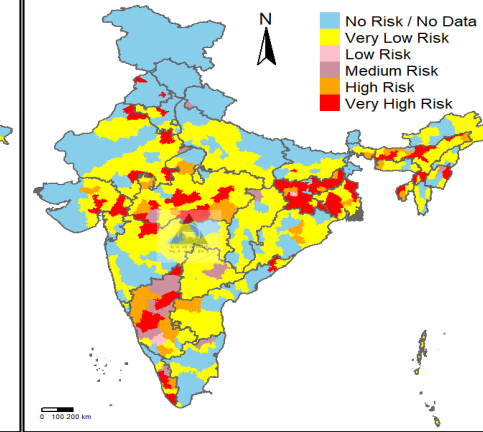 N
No Risk / No Data
Very Low Risk
Low Risk
Medium Risk
High Risk
Very High Risk
0 100 200 km